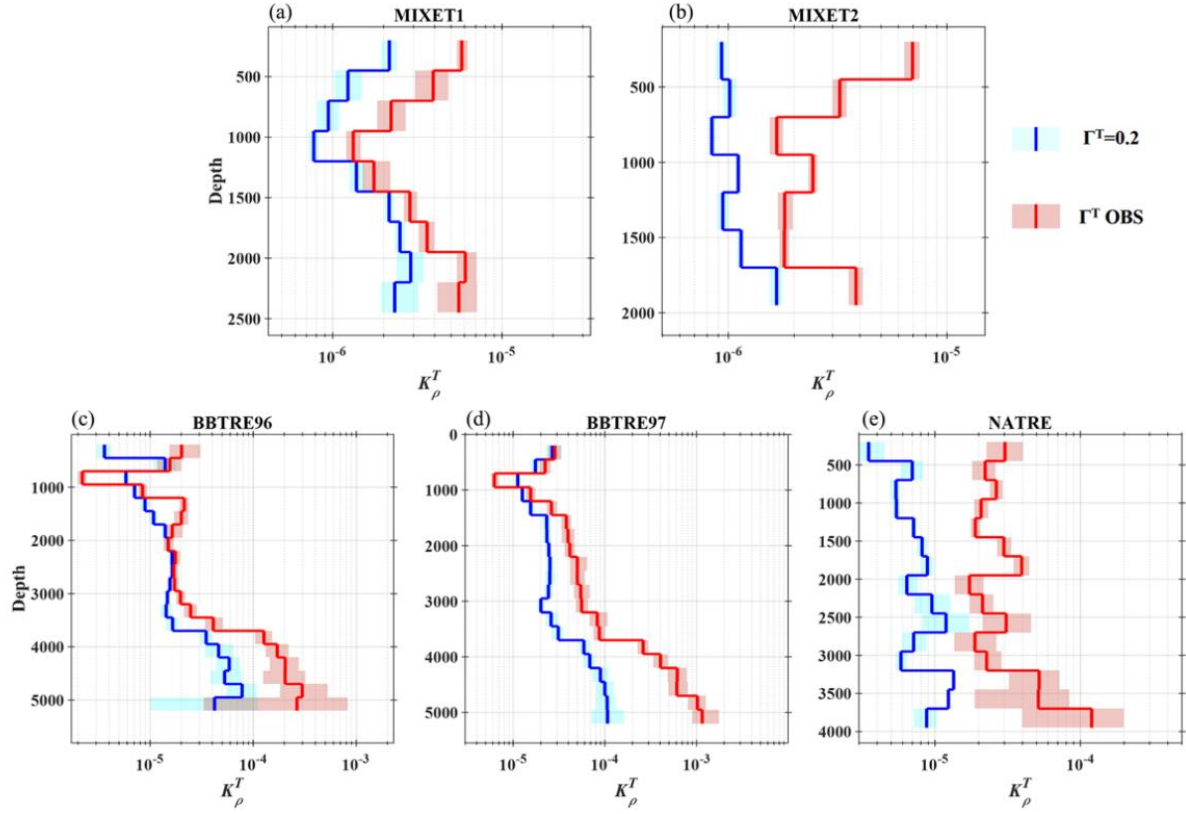 (a) MIXET1
(b) MIXET2
500
1000
1500
2000
2500
Depth
10⁻⁶
10⁻⁵
K_ρ^T
500
1000
1500
2000
10⁻⁶
10⁻⁵
K_ρ^T
Γᵀ=0.2
Γᵀ OBS
(c) BBTRE96
(d) BBTRE97
(e) NATRE
1000
2000
3000
4000
5000
Depth
10⁻⁵
10⁻⁴
10⁻³
K_ρ^T
0
1000
2000
3000
4000
5000
10⁻⁵
10⁻⁴
10⁻³
K_ρ^T
500
1000
1500
2000
2500
3000
3500
4000
10⁻⁵
10⁻⁴
K_ρ^T